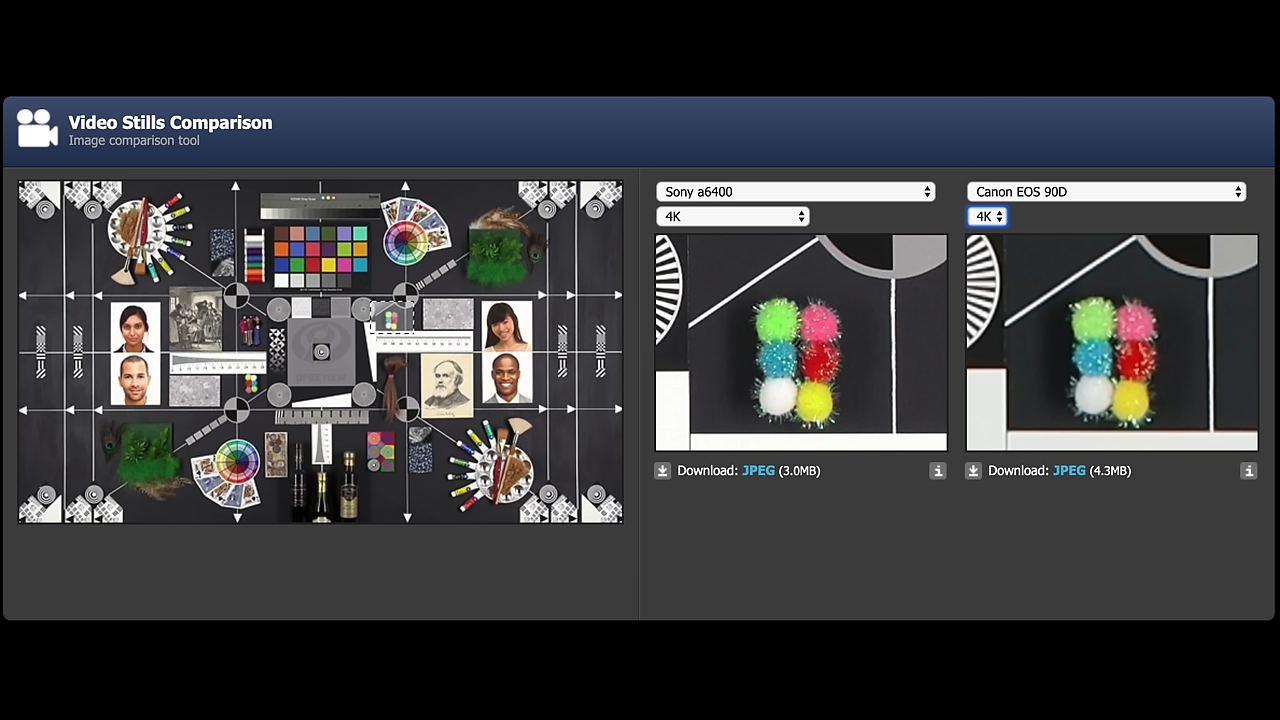 Video Stills Comparison
Image comparison tool
Sony a6400
Canon EOS 90D
4K
4K
Download: JPEG (3.0MB)
Download: JPEG (4.3MB)